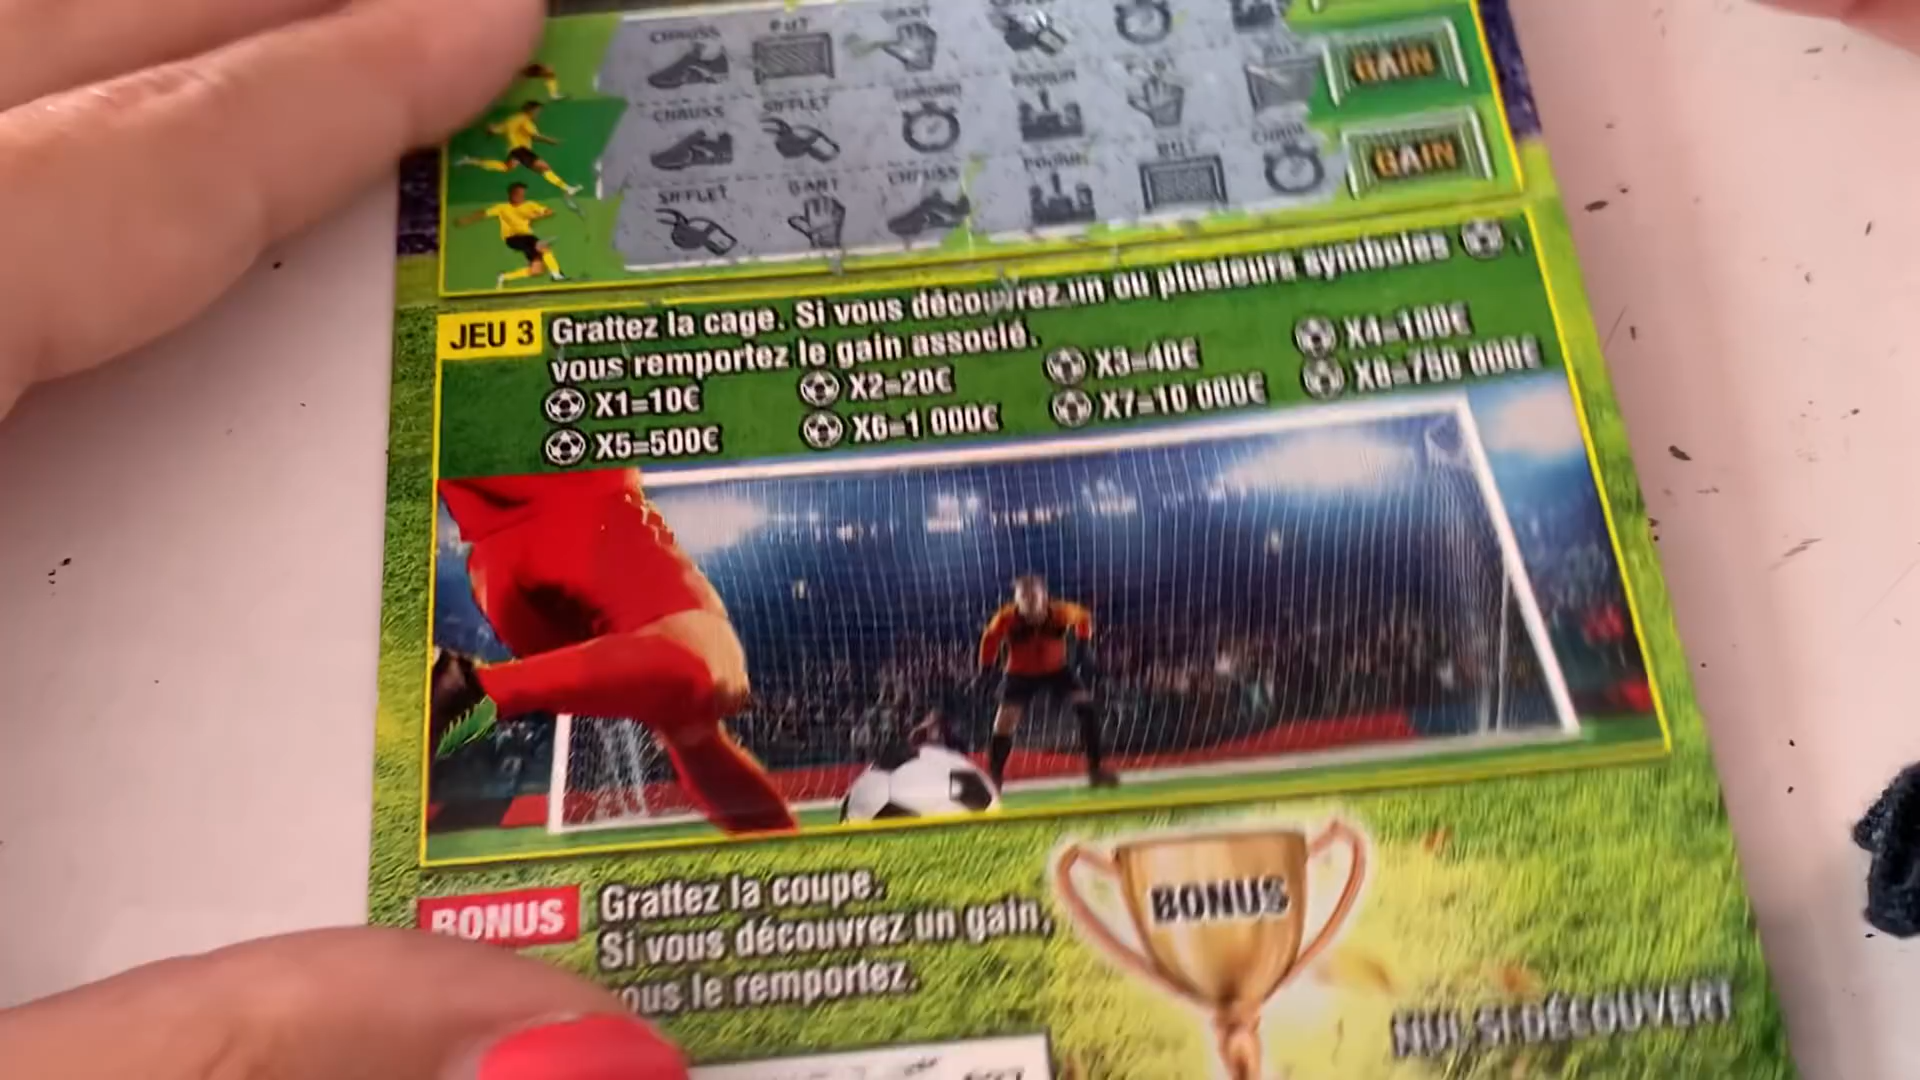 CHAUSS BUT GANT
GAIN
CHAUSS SIFFLET CHRONO PODIUM
GAIN
SIFFLET GANT CHAUSS PODIUM BUT CHRONO
JEU 3 Grattez la cage. Si vous découvrez un ou plusieurs symboles ,
vous remportez le gain associé.
X1=10€ X2=20€ X3=40€ X4=100€
X5=500€ X6=1 000€ X7=10 000€ X8=750 000€
BONUS Grattez la coupe.
Si vous découvrez un gain,
vous le remportez.
BONUS
NUL SI DÉCOUVERT